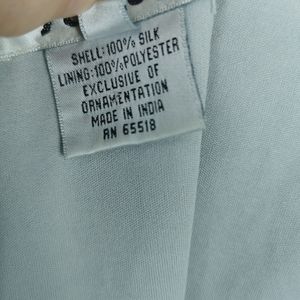 SHELL:100% SILK
LINING:100%POLYESTER
EXCLUSIVE OF
ORNAMENTATION
MADE IN INDIA
RN 65518